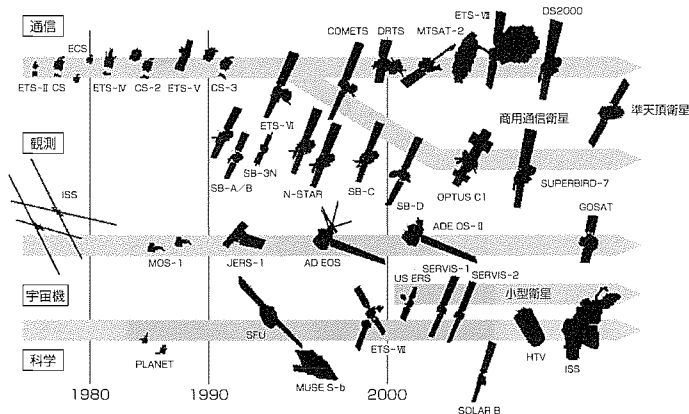 通信
ECS
COMETS
DRTS
MTSAT-2
ETS-Ⅷ
DS2000
ETS-Ⅱ
CS
ETS-Ⅳ
CS-2
ETS-Ⅴ
CS-3
ETS-Ⅵ
商用通信衛星
準天頂衛星
観測
ISS
SB-A/B
SB-3N
N-STAR
SB-C
SB-D
OPTUS C1
SUPERBIRD-7
GOSAT
MOS-1
JERS-1
AD EOS
ADE OS-Ⅱ
宇宙機
US ERS
SERVIS-1
SERVIS-2
小型衛星
科学
PLANET
SFU
MUSE S-b
ETS-Ⅶ
HTV
ISS
SOLAR B
1980
1990
2000